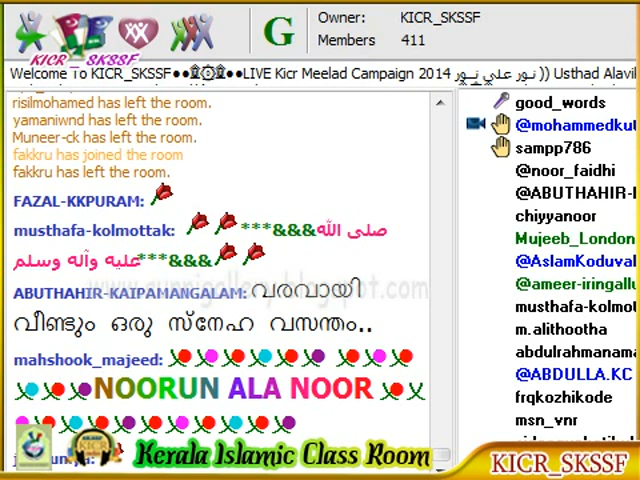 Owner: KICR_SKSSF
Members 411
G
KICR_SKSSF
Welcome To KICR_SKSSF●●۩۞۩●●LIVE Kicr Meelad Campaign 2014 نور علي نور )) Usthad Alavil
risilmohamed has left the room.
yamaniwnd has left the room.
Muneer-ck has left the room.
fakkru has joined the room
fakkru has left the room.
FAZAL-KKPURAM:
musthafa-kolmottak: ***&&&صلى الله
عليه وآله وسلم***&&&
ABUTHAHIR-KAIPAMANGALAM: വരവായി
വീണ്ടും ഒരു സ്നേഹ വസന്തം..
mahshook_majeed:
NOORUN ALA NOOR
good_words
@mohammedkut
sampp786
@noor_faidhi
@ABUTHAHIR-
chiyyanoor
Mujeeb_London
@AslamKoduval
@ameer-iringallu
musthafa-kolmot
m.alithootha
abdulrahmanama
@ABDULLA.KC
frqkozhikode
msn_vnr
Kerala Islamic Class Room
KICR_SKSSF